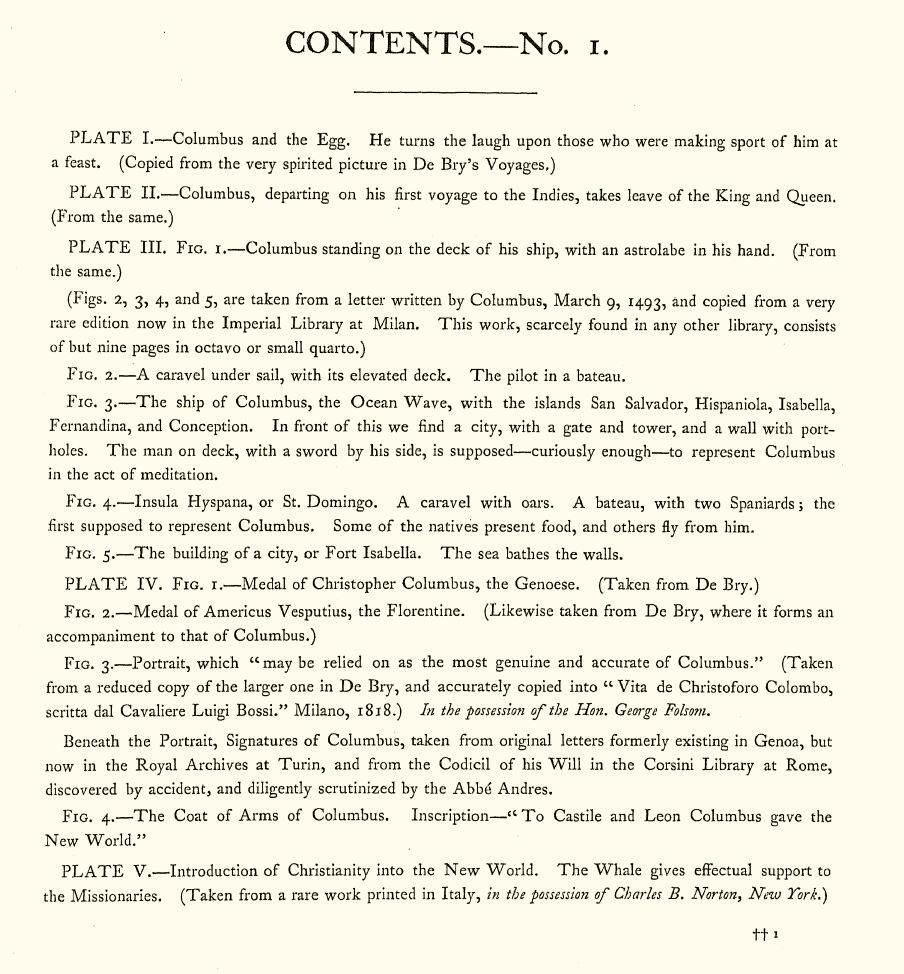 CONTENTS.—No. 1.
PLATE I.—Columbus and the Egg. He turns the laugh upon those who were making sport of him at
a feast. (Copied from the very spirited picture in De Bry's Voyages.)
PLATE II.—Columbus, departing on his first voyage to the Indies, takes leave of the King and Queen.
(From the same.)
PLATE III. FIG. 1.—Columbus standing on the deck of his ship, with an astrolabe in his hand. (From
the same.)
(Figs. 2, 3, 4, and 5, are taken from a letter written by Columbus, March 9, 1493, and copied from a very
rare edition now in the Imperial Library at Milan. This work, scarcely found in any other library, consists
of but nine pages in octavo or small quarto.)
FIG. 2.—A caravel under sail, with its elevated deck. The pilot in a bateau.
FIG. 3.—The ship of Columbus, the Ocean Wave, with the islands San Salvador, Hispaniola, Isabella,
Fernandina, and Conception. In front of this we find a city, with a gate and tower, and a wall with port-
holes. The man on deck, with a sword by his side, is supposed—curiously enough—to represent Columbus
in the act of meditation.
FIG. 4.—Insula Hyspana, or St. Domingo. A caravel with oars. A bateau, with two Spaniards; the
first supposed to represent Columbus. Some of the natives present food, and others fly from him.
FIG. 5.—The building of a city, or Fort Isabella. The sea bathes the walls.
PLATE IV. FIG. 1.—Medal of Christopher Columbus, the Genoese. (Taken from De Bry.)
FIG. 2.—Medal of Americus Vesputius, the Florentine. (Likewise taken from De Bry, where it forms an
accompaniment to that of Columbus.)
FIG. 3.—Portrait, which "may be relied on as the most genuine and accurate of Columbus." (Taken
from a reduced copy of the larger one in De Bry, and accurately copied into "Vita de Christoforo Colombo,
scritta dal Cavaliere Luigi Bossi." Milano, 1818.) In the possession of the Hon. George Folsom.
Beneath the Portrait, Signatures of Columbus, taken from original letters formerly existing in Genoa, but
now in the Royal Archives at Turin, and from the Codicil of his Will in the Corsini Library at Rome,
discovered by accident, and diligently scrutinized by the Abbé Andres.
FIG. 4.—The Coat of Arms of Columbus. Inscription—"To Castile and Leon Columbus gave the
New World."
PLATE V.—Introduction of Christianity into the New World. The Whale gives effectual support to
the Missionaries. (Taken from a rare work printed in Italy, in the possession of Charles B. Norton, New York.)
†† 1